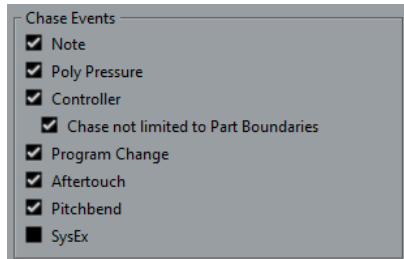 Chase Events
Note
Poly Pressure
Controller
Chase not limited to Part Boundaries
Program Change
Aftertouch
Pitchbend
SysEx